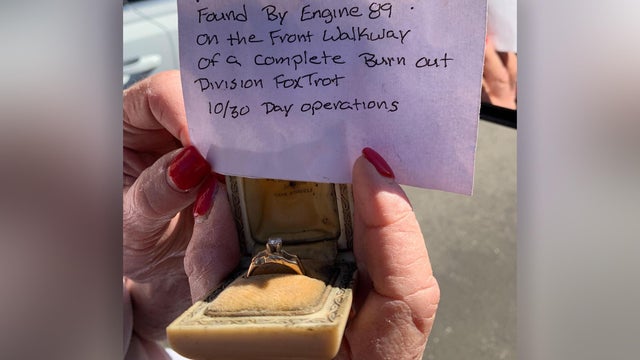 Found By Engine 89.
on the Front Walkway
of a complete Burn out
Division FoxTrot
10/30 Day operations